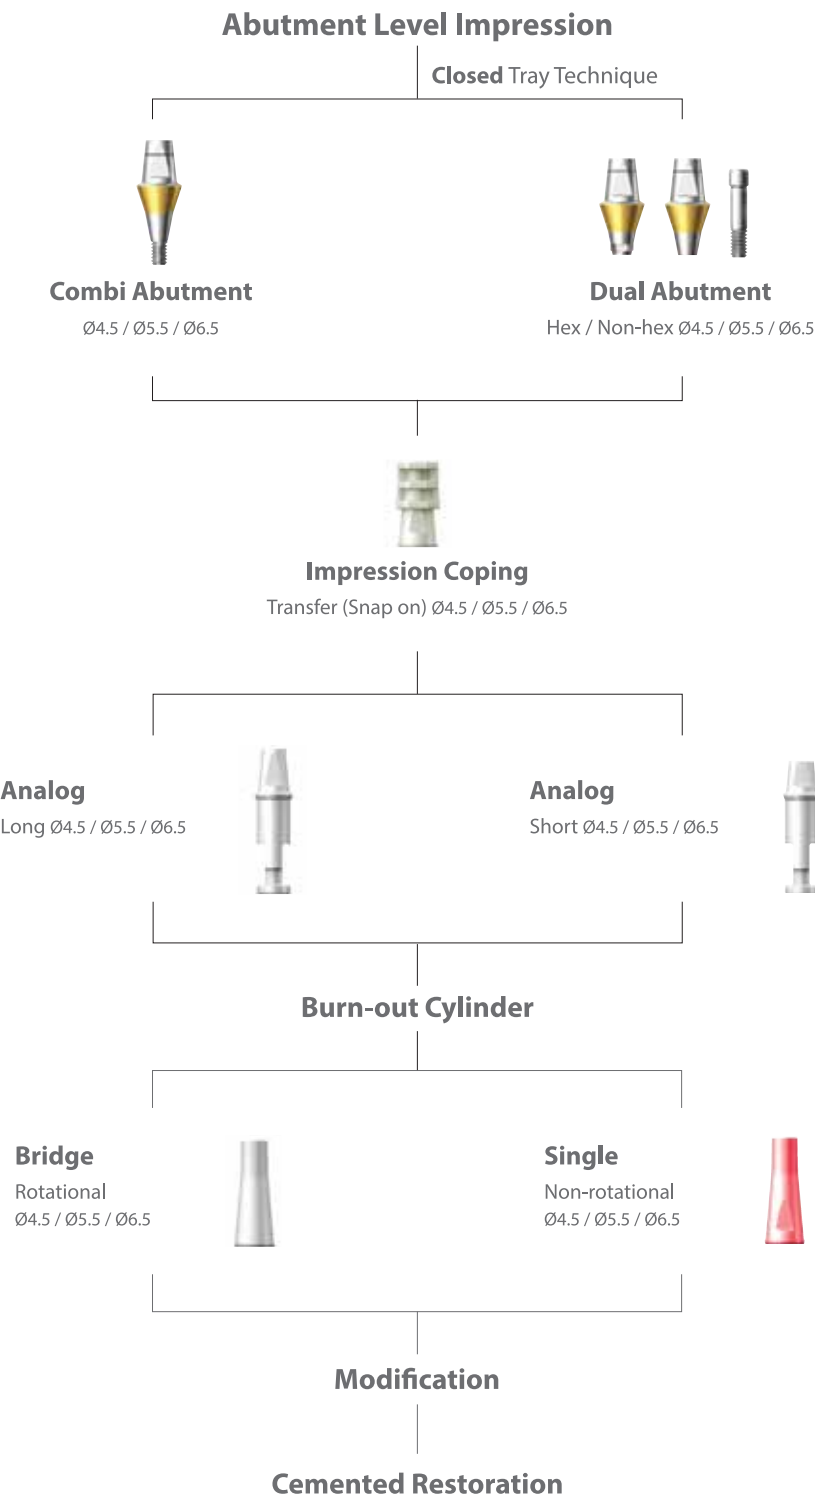 Abutment Level Impression
Closed Tray Technique
Combi Abutment
Ø4.5 / Ø5.5 / Ø6.5
Dual Abutment
Hex / Non-hex Ø4.5 / Ø5.5 / Ø6.5
Impression Coping
Transfer (Snap on) Ø4.5 / Ø5.5 / Ø6.5
Analog
Long Ø4.5 / Ø5.5 / Ø6.5
Analog
Short Ø4.5 / Ø5.5 / Ø6.5
Burn-out Cylinder
Bridge
Rotational
Ø4.5 / Ø5.5 / Ø6.5
Single
Non-rotational
Ø4.5 / Ø5.5 / Ø6.5
Modification
Cemented Restoration